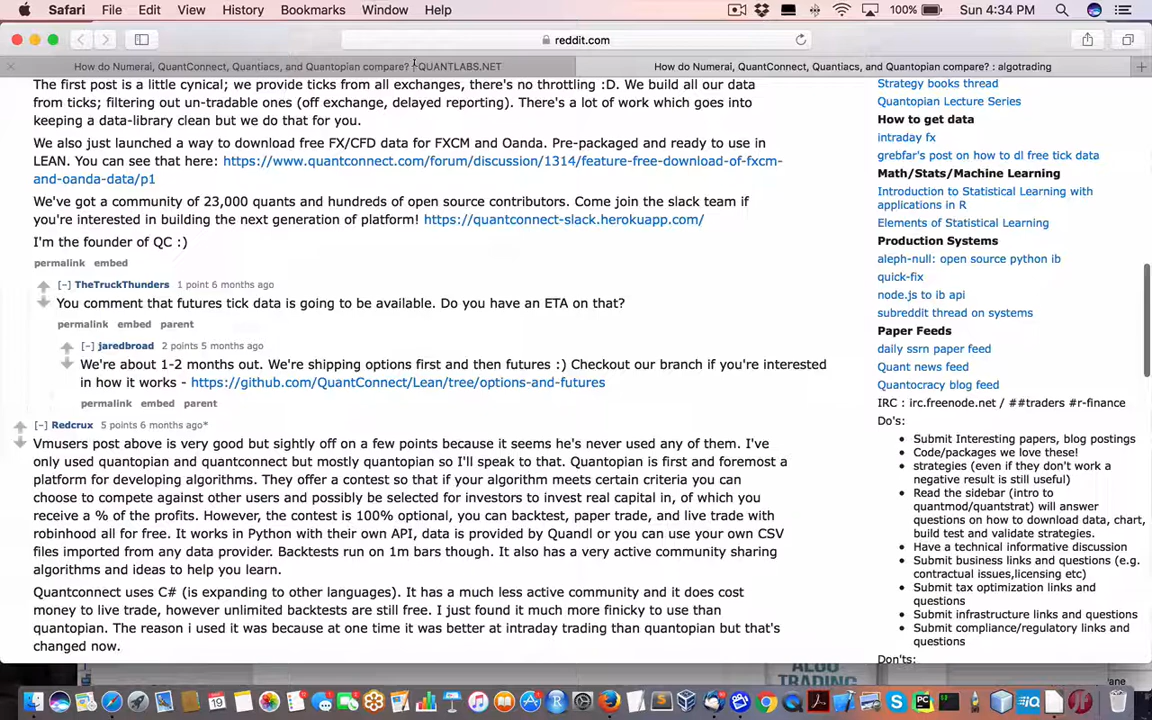 Safari File Edit View History Bookmarks Window Help 100% Sun 4:34 PM
reddit.com
How do Numerai, QuantConnect, Quantiacs, and Quantopian compare? - QUANTLABS.NET
How do Numerai, QuantConnect, Quantiacs, and Quantopian compare? : algotrading
The first post is a little cynical; we provide ticks from all exchanges, there's no throttling :D. We build all our data
from ticks; filtering out un-tradable ones (off exchange, delayed reporting). There's a lot of work which goes into
keeping a data-library clean but we do that for you.
We also just launched a way to download free FX/CFD data for FXCM and Oanda. Pre-packaged and ready to use in
LEAN. You can see that here: https://www.quantconnect.com/forum/discussion/1314/feature-free-download-of-fxcm-
and-oanda-data/p1
We've got a community of 23,000 quants and hundreds of open source contributors. Come join the slack team if
you're interested in building the next generation of platform! https://quantconnect-slack.herokuapp.com/
I'm the founder of QC :)
permalink embed
[-] TheTruckThunders 1 point 6 months ago
You comment that futures tick data is going to be available. Do you have an ETA on that?
permalink embed parent
[-] jaredbroad 2 points 5 months ago
We're about 1-2 months out. We're shipping options first and then futures :) Checkout our branch if you're interested
in how it works - https://github.com/QuantConnect/Lean/tree/options-and-futures
permalink embed parent
[-] Redcrux 5 points 6 months ago*
Vmusers post above is very good but sightly off on a few points because it seems he's never used any of them. I've
only used quantopian and quantconnect but mostly quantopian so I'll speak to that. Quantopian is first and foremost a
platform for developing algorithms. They offer a contest so that if your algorithm meets certain criteria you can
choose to compete against other users and possibly be selected for investors to invest real capital in, of which you
receive a % of the profits. However, the contest is 100% optional, you can backtest, paper trade, and live trade with
robinhood all for free. It works in Python with their own API, data is provided by Quandl or you can use your own CSV
files imported from any data provider. Backtests run on 1m bars though. It also has a very active community sharing
algorithms and ideas to help you learn.
Quantconnect uses C# (is expanding to other languages). It has a much less active community and it does cost
money to live trade, however unlimited backtests are still free. I just found it much more finicky to use than
quantopian. The reason i used it was because at one time it was better at intraday trading than quantopian but that's
changed now.
Strategy books thread
Quantopian Lecture Series
How to get data
intraday fx
grebfar's post on how to dl free tick data
Math/Stats/Machine Learning
Introduction to Statistical Learning with
applications in R
Elements of Statistical Learning
Production Systems
aleph-null: open source python ib
quick-fix
node.js to ib api
subreddit thread on systems
Paper Feeds
daily ssrn paper feed
Quant news feed
Quantocracy blog feed
IRC : irc.freenode.net / ##traders #r-finance
Do's:
Submit Interesting papers, blog postings
Code/packages we love these!
strategies (even if they don't work a
negative result is still useful)
Read the sidebar (intro to
quantmod/quantstrat) will answer
questions on how to download data, chart,
build test and validate strategies.
Have a technical informative discussion
Submit business links and questions (e.g.
contractual issues,licensing etc)
Submit tax optimization links and
questions
Submit infrastructure links and questions
Submit compliance/regulatory links and
questions
Don'ts:
ALGO
TRADING